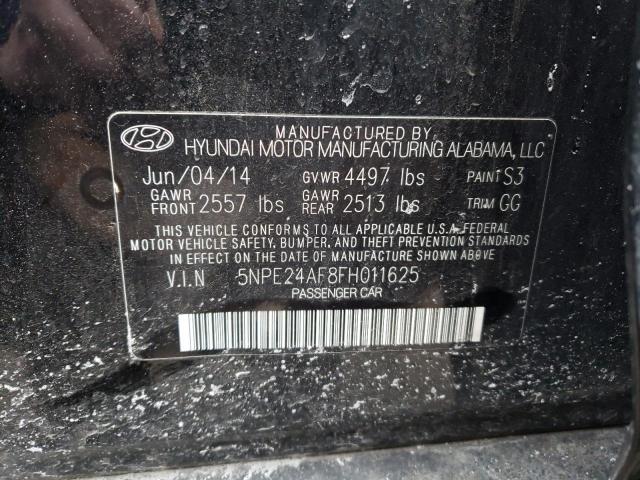 MANUFACTURED BY
HYUNDAI MOTOR MANUFACTURING ALABAMA, LLC
Jun/04/14 GVWR 4497 lbs PAINT S3
GAWR FRONT 2557 lbs GAWR REAR 2513 lbs TRIM GG
THIS VEHICLE CONFORMS TO ALL APPLICABLE U.S.A. FEDERAL
MOTOR VEHICLE SAFETY, BUMPER, AND THEFT PREVENTION STANDARDS
IN EFFECT ON THE DATE OF MANUFACTURE SHOWN ABOVE
V.I.N 5NPE24AF8FH011625
PASSENGER CAR